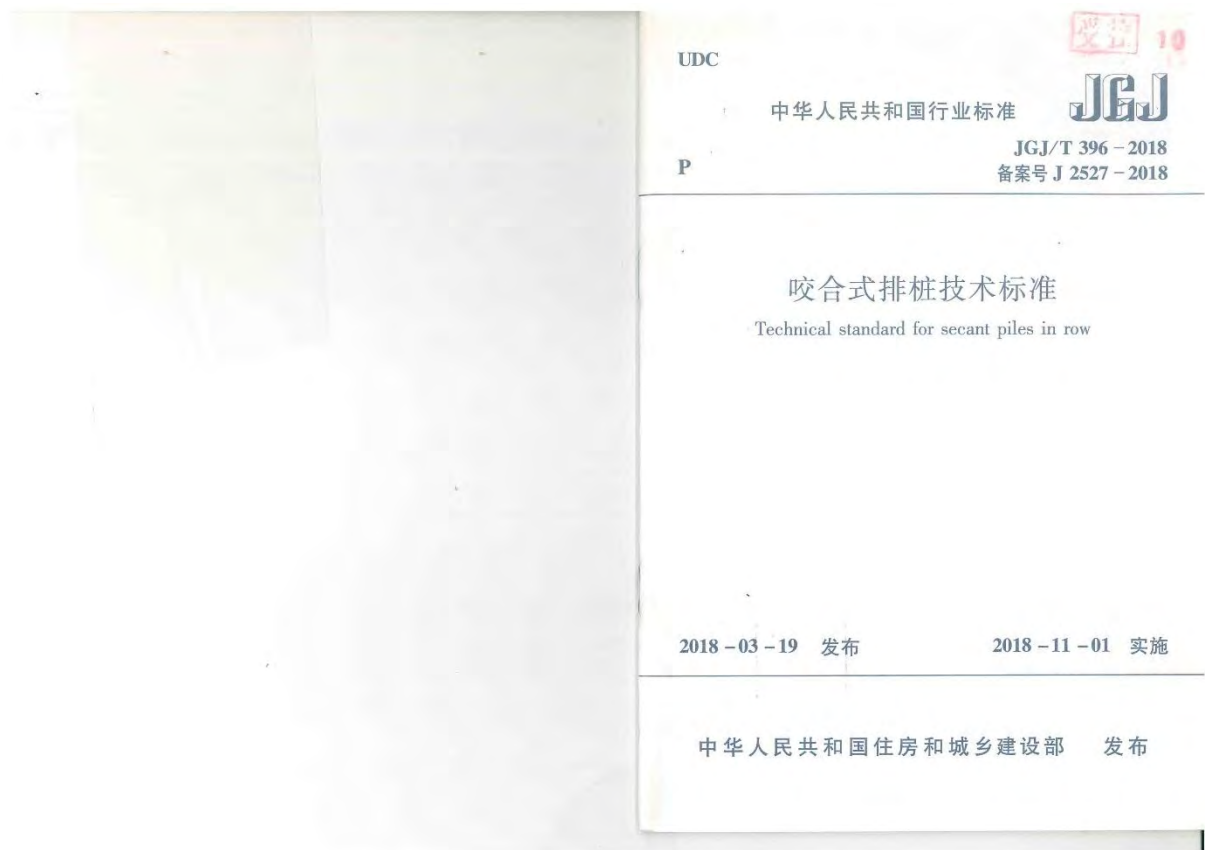 受控 10
UDC
中华人民共和国行业标准 JGJ
JGJ/T 396-2018
P
备案号 J 2527-2018
咬合式排桩技术标准
Technical standard for secant piles in row
2018-03-19 发布 2018-11-01 实施
中华人民共和国住房和城乡建设部 发布